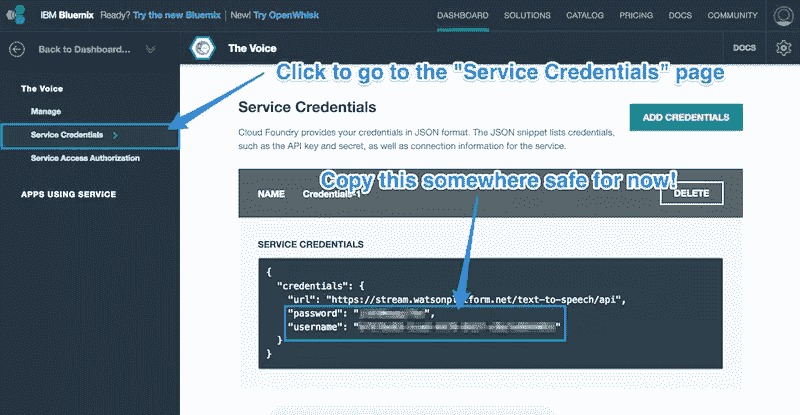 IBM Bluemix Ready? Try the new Bluemix New! Try OpenWhisk DASHBOARD SOLUTIONS CATALOG PRICING DOCS COMMUNITY
Back to Dashboard... The Voice DOCS
Click to go to the "Service Credentials" page
The Voice
Manage
Service Credentials
Service Access Authorization
APPS USING SERVICE
Service Credentials
ADD CREDENTIALS
Cloud Foundry provides your credentials in JSON format. The JSON snippet lists credentials,
such as the API key and secret, as well as connection information for the service.
Copy this somewhere safe for now!
NAME Credentials-1 DELETE
SERVICE CREDENTIALS
{
"credentials": {
"url": "https://stream.watsonplatform.net/text-to-speech/api",
"password": "",
"username": ""
}
}